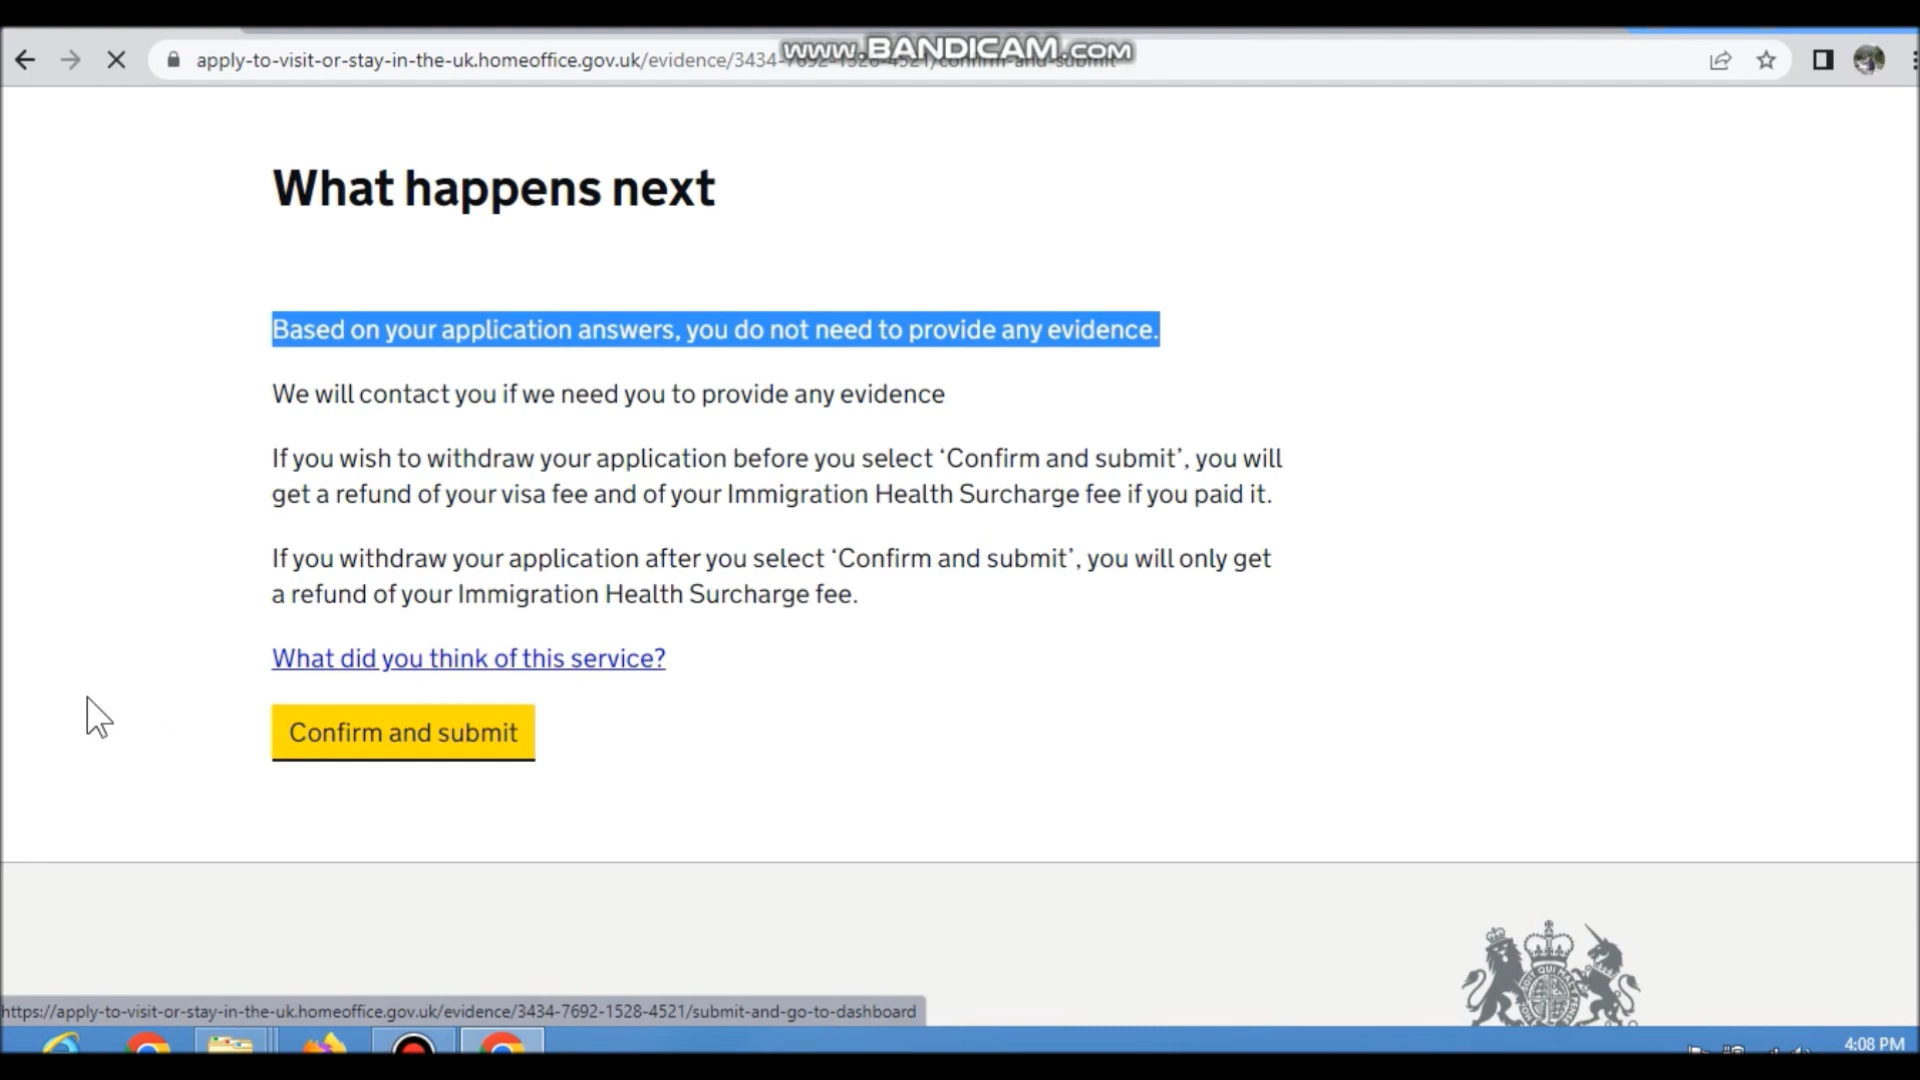 www.BANDICAM.com
apply-to-visit-or-stay-in-the-uk.homeoffice.gov.uk/evidence/3434-7692-1528-4521/confirm-and-submit
What happens next
Based on your application answers, you do not need to provide any evidence.
We will contact you if we need you to provide any evidence
If you wish to withdraw your application before you select ‘Confirm and submit’, you will
get a refund of your visa fee and of your Immigration Health Surcharge fee if you paid it.
If you withdraw your application after you select ‘Confirm and submit’, you will only get
a refund of your Immigration Health Surcharge fee.
What did you think of this service?
Confirm and submit
https://apply-to-visit-or-stay-in-the-uk.homeoffice.gov.uk/evidence/3434-7692-1528-4521/submit-and-go-to-dashboard
4:08 PM